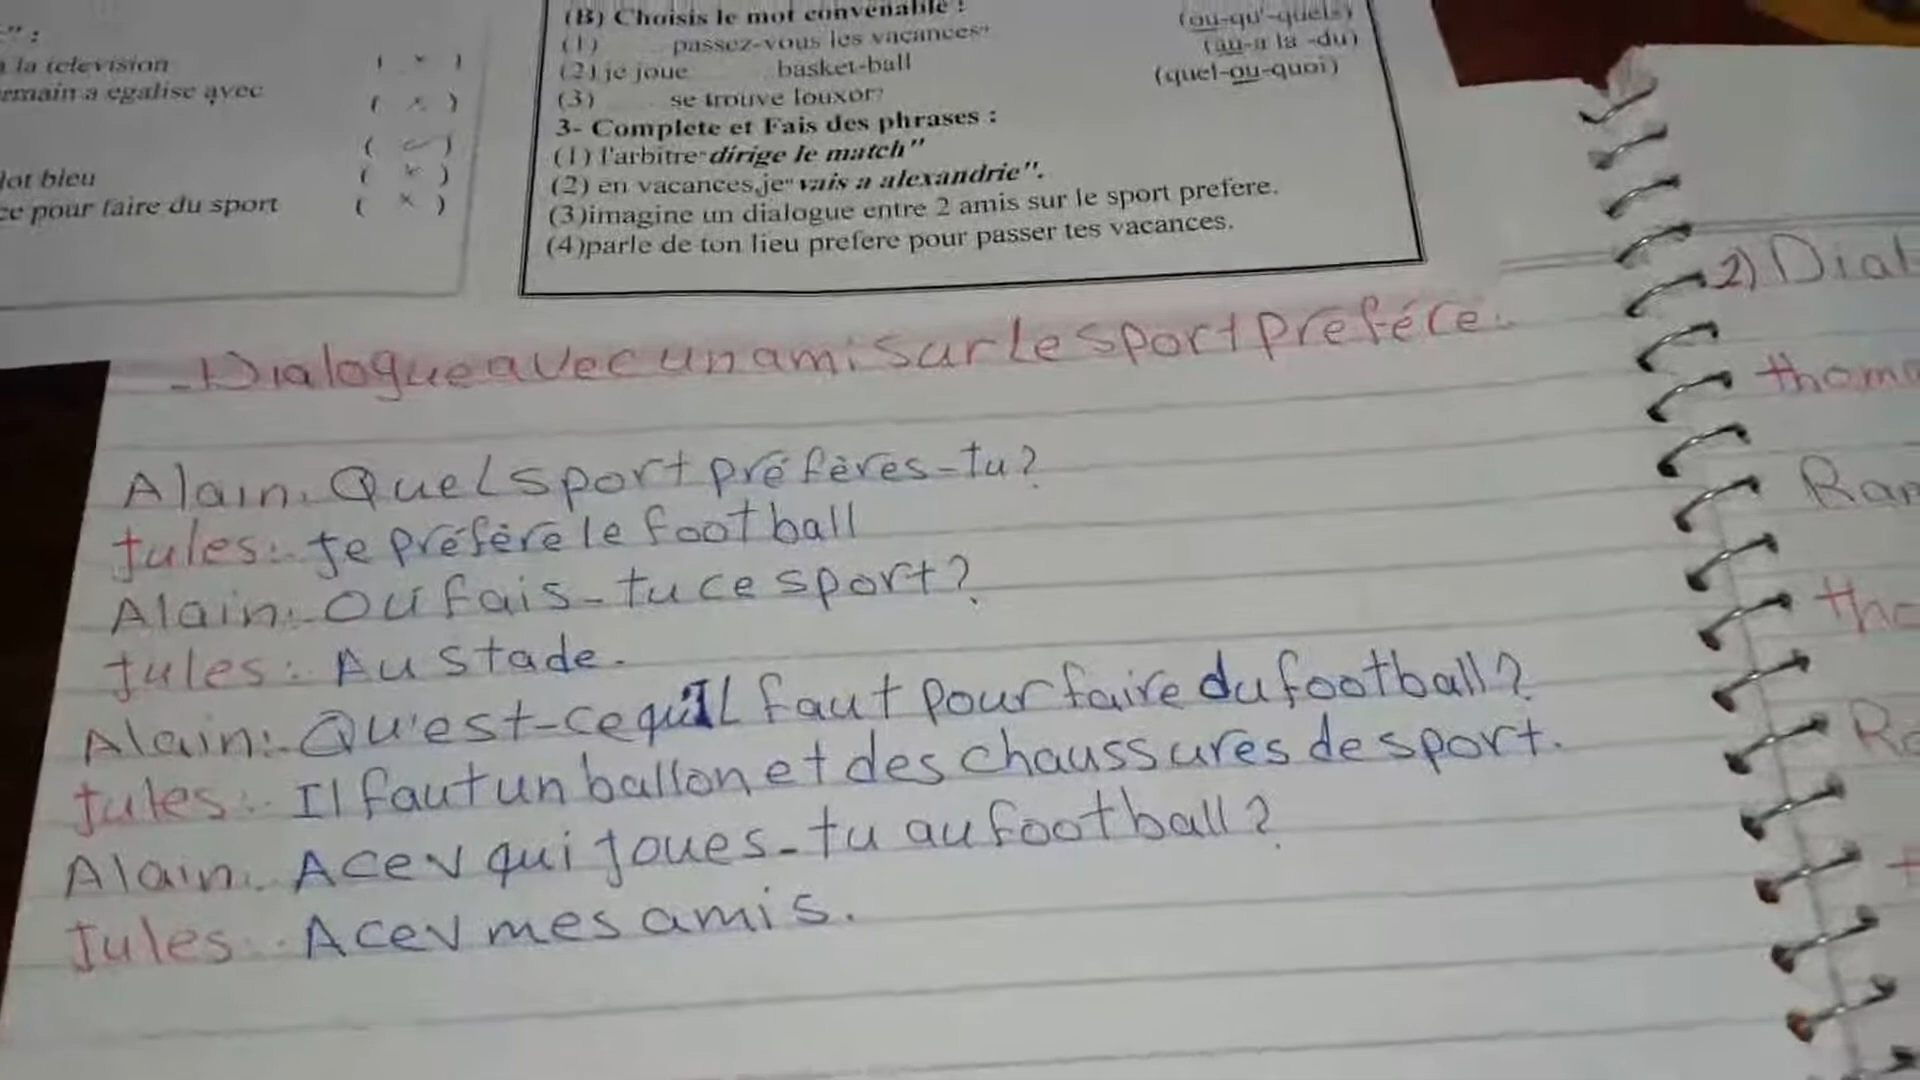 " :
a la television ( × )
ermain a egalise avec ( × )
( )
lot bleu ( )
ce pour faire du sport ( × )
(B) Choisis le mot convenable :
(1) passez-vous les vacances" (ou-qu'-quels)
(2) je joue basket-ball (au-a la -du)
(3) se trouve louxor? (quel-ou-quoi)
3- Complete et Fais des phrases :
(1) l'arbitre "dirige le match"
(2) en vacances,je" vais a alexandrie".
(3)imagine un dialogue entre 2 amis sur le sport prefere.
(4)parle de ton lieu prefere pour passer tes vacances.
- Dialogue avec un ami sur le sport preféré.
Alain: Quel sport préfères-tu?
Jules: Je préfère le football
Alain: Où fais-tu ce sport?
Jules: Au stade.
Alain: Qu'est-ce qu'il faut pour faire du football?
Jules: Il faut un ballon et des chaussures de sport.
Alain: Acev qui joues-tu au football?
Jules: Acev mes amis.
2) Dial
thoma
Ram
tho
Ra
t